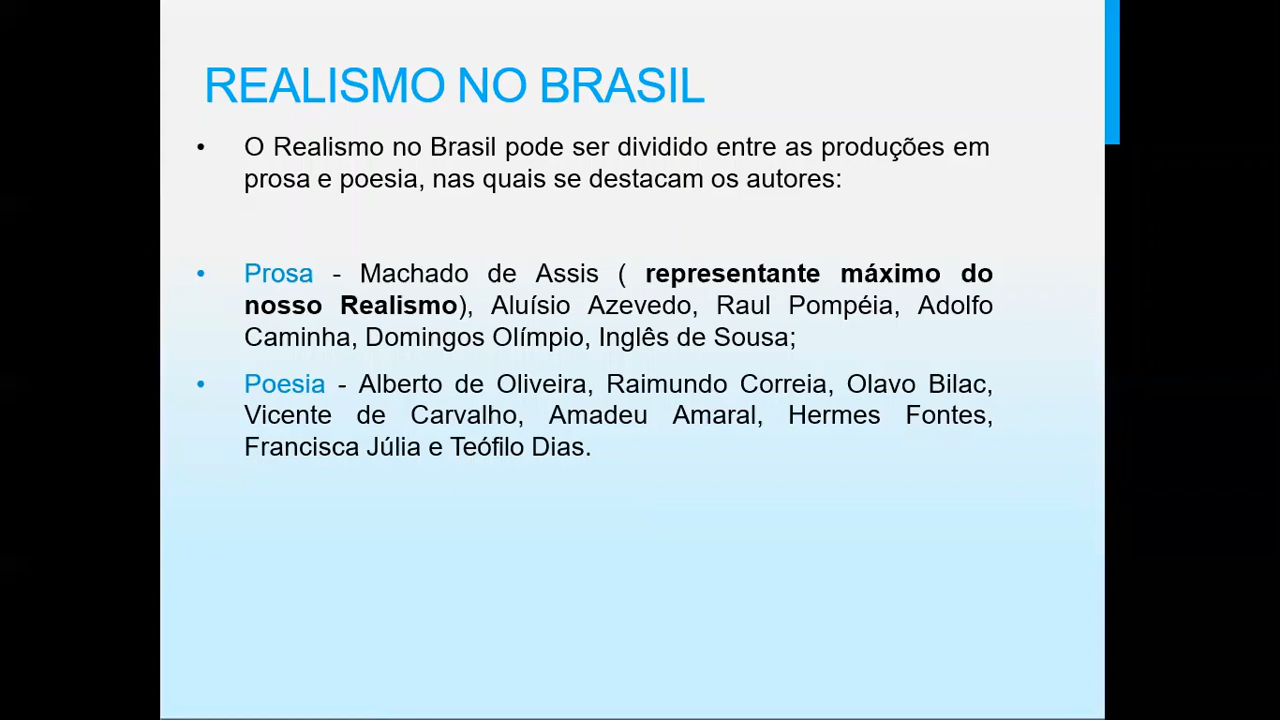 REALISMO NO BRASIL
• O Realismo no Brasil pode ser dividido entre as produções em
prosa e poesia, nas quais se destacam os autores:
• Prosa - Machado de Assis ( representante máximo do
nosso Realismo), Aluísio Azevedo, Raul Pompéia, Adolfo
Caminha, Domingos Olímpio, Inglês de Sousa;
• Poesia - Alberto de Oliveira, Raimundo Correia, Olavo Bilac,
Vicente de Carvalho, Amadeu Amaral, Hermes Fontes,
Francisca Júlia e Teófilo Dias.